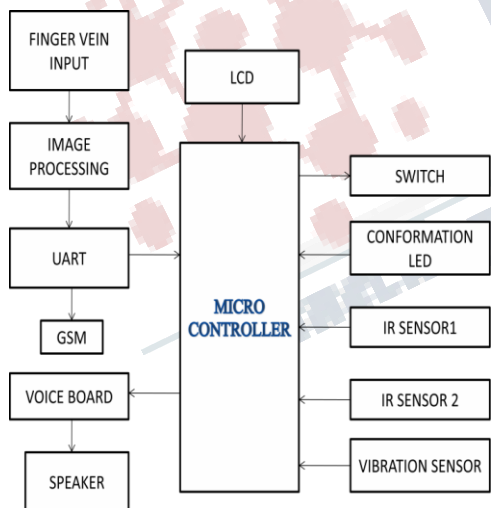 FINGER VEIN
INPUT
LCD
IMAGE
PROCESSING
SWITCH
UART
CONFORMATION
LED
MICRO
CONTROLLER
GSM
IR SENSOR1
VOICE BOARD
IR SENSOR 2
SPEAKER
VIBRATION SENSOR